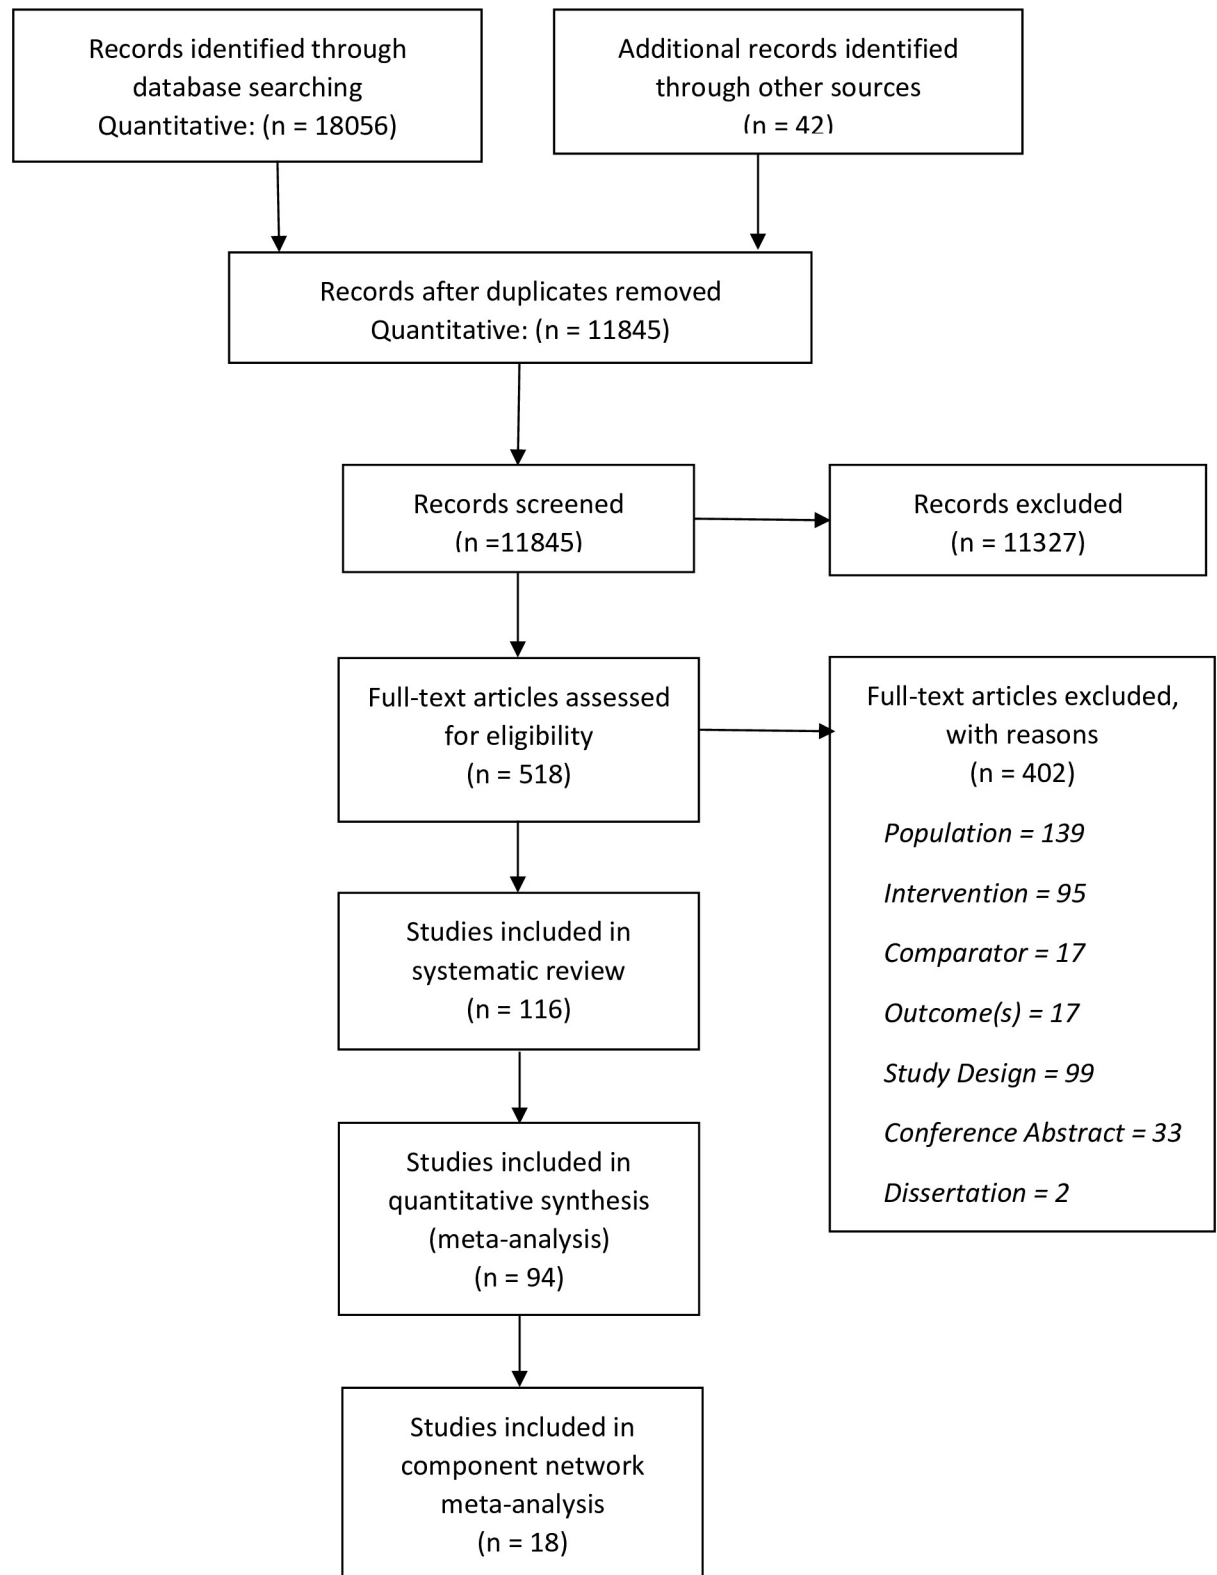 Records identified through
database searching
Quantitative: (n = 18056)
Additional records identified
through other sources
(n = 42)
Records after duplicates removed
Quantitative: (n = 11845)
Records screened
(n =11845)
Records excluded
(n = 11327)
Full-text articles assessed
for eligibility
(n = 518)
Full-text articles excluded,
with reasons
(n = 402)
Population = 139
Intervention = 95
Comparator = 17
Outcome(s) = 17
Study Design = 99
Conference Abstract = 33
Dissertation = 2
Studies included in
systematic review
(n = 116)
Studies included in
quantitative synthesis
(meta-analysis)
(n = 94)
Studies included in
component network
meta-analysis
(n = 18)